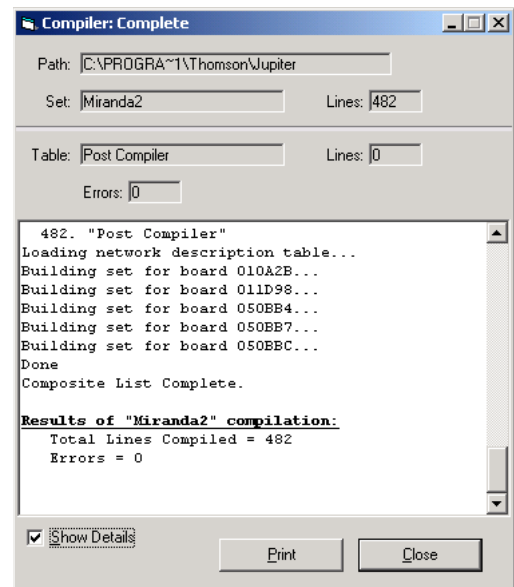 Compiler: Complete
Path: C:\PROGRA~1\Thomson\Jupiter
Set: Miranda2 Lines: 482
Table: Post Compiler Lines: 0
Errors: 0
482. "Post Compiler"
Loading network description table...
Building set for board 010A2B...
Building set for board 011D98...
Building set for board 050BB4...
Building set for board 050BB7...
Building set for board 050BBC...
Done
Composite List Complete.
Results of "Miranda2" compilation:
Total Lines Compiled = 482
Errors = 0
Show Details
Print Close